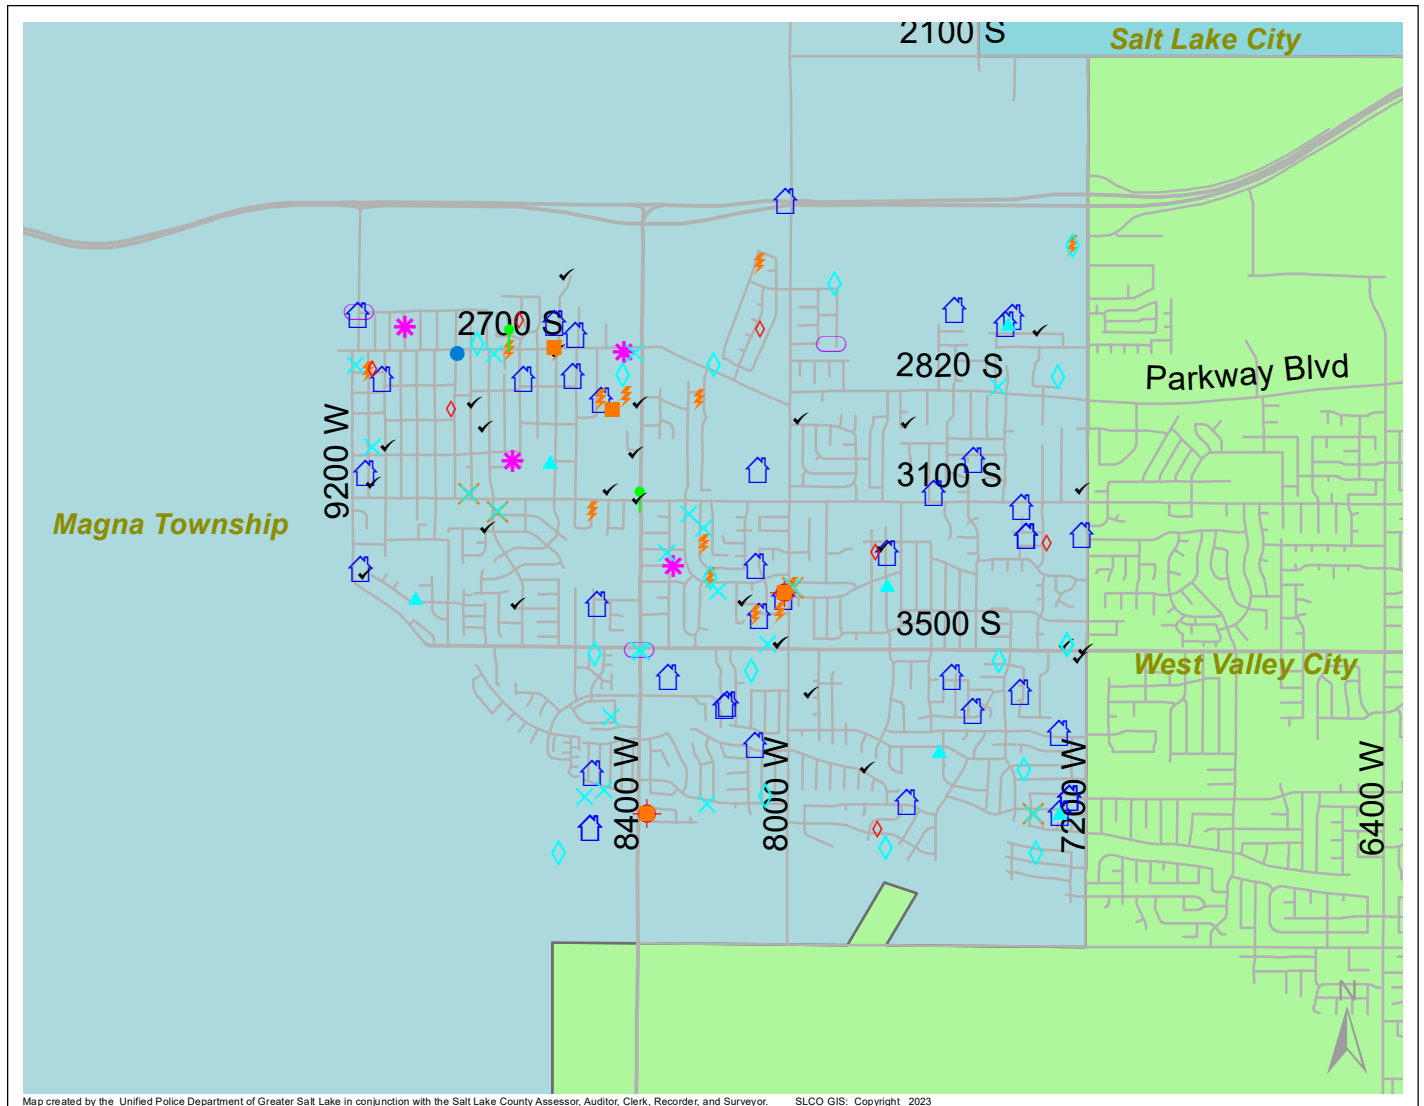 2100 S
Salt Lake City
2700 S
2820 S
Parkway Blvd
9200 W
3100 S
Magna Township
3500 S
West Valley City
8400 W
8000 W
7200 W
6400 W
N
Map created by the Unified Police Department of Greater Salt Lake in conjunction with the Salt Lake County Assessor, Auditor, Clerk, Recorder, and Surveyor. SLCO GIS: Copyright 2023